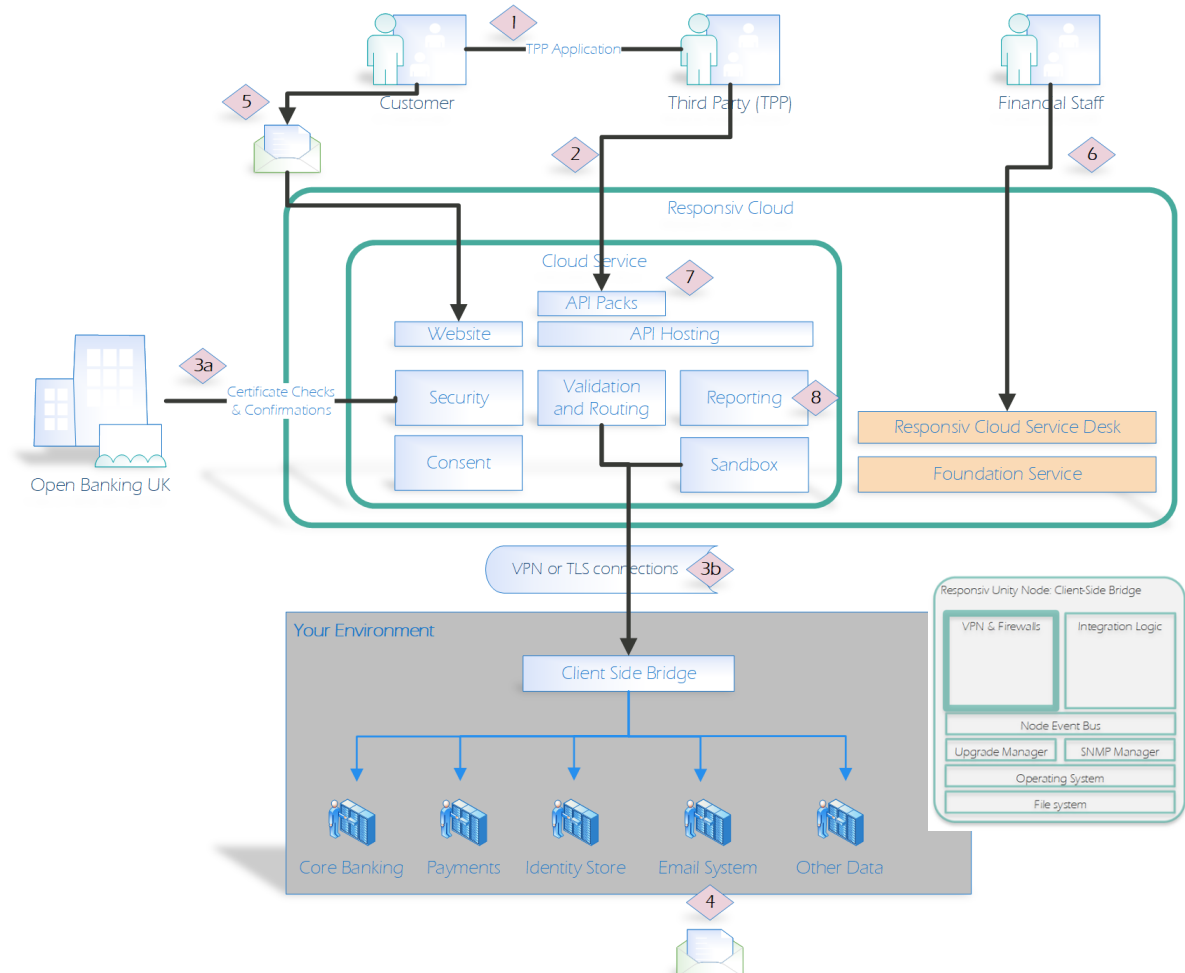 1
TPP Application
Customer
Third Party (TPP)
Financial Staff
5
2
6
Responsiv Cloud
Cloud Service
7
API Packs
Website
API Hosting
3a
Certificate Checks
& Confirmations
Security
Validation
and Routing
Reporting
8
Responsiv Cloud Service Desk
Consent
Sandbox
Foundation Service
Open Banking UK
VPN or TLS connections
3b
Responsiv Unity Node: Client-Side Bridge
VPN & Firewalls
Integration Logic
Your Environment
Client Side Bridge
Node Event Bus
Upgrade Manager
SNMP Manager
Operating System
File system
Core Banking
Payments
Identity Store
Email System
Other Data
4